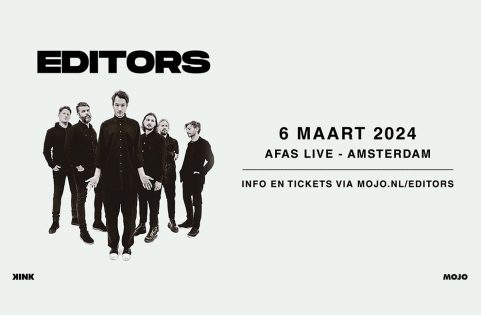 EDITORS
6 MAART 2024
AFAS LIVE - AMSTERDAM
INFO EN TICKETS VIA MOJO.NL/EDITORS
KINK
MOJO